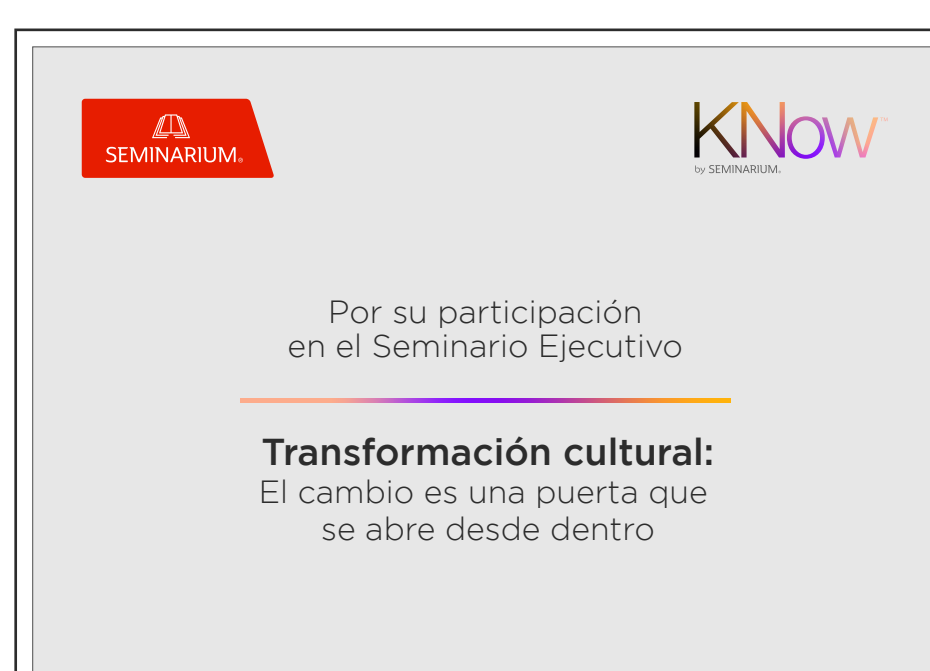 SEMINARIUM®
KNow™
by SEMINARIUM®
Por su participación
en el Seminario Ejecutivo
Transformación cultural:
El cambio es una puerta que
se abre desde dentro